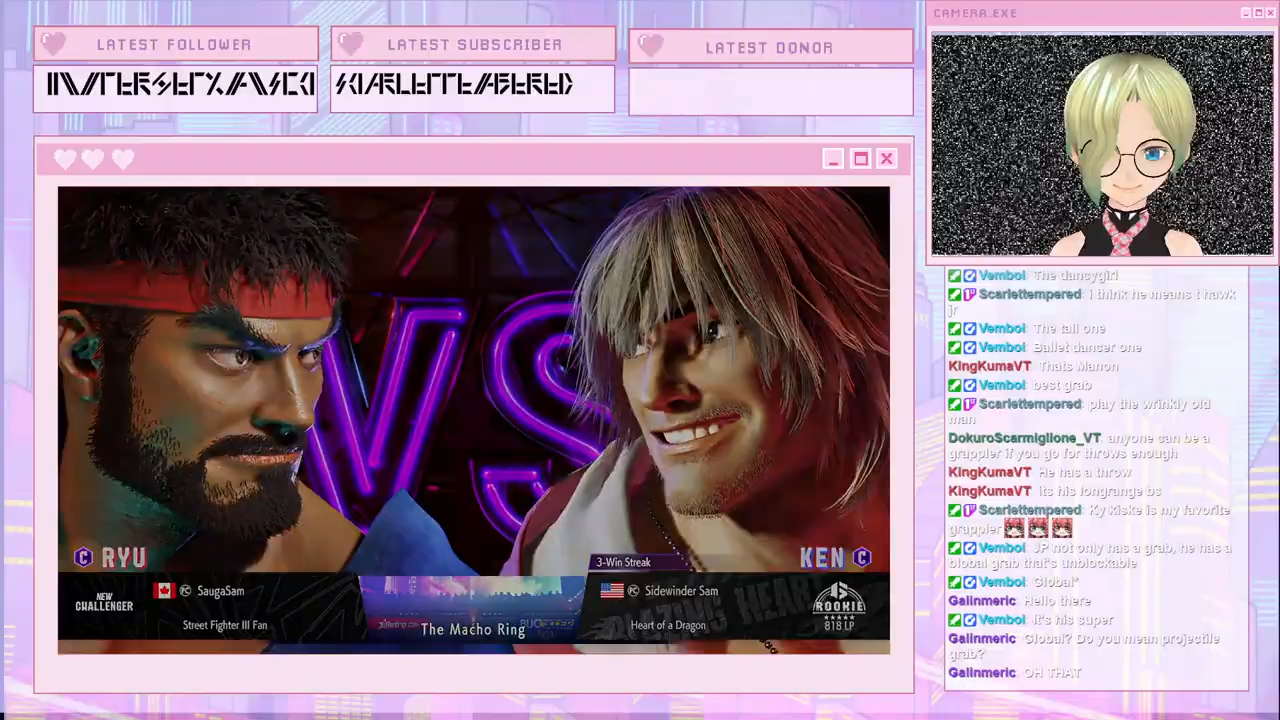 LATEST FOLLOWER
LATEST SUBSCRIBER
LATEST DONOR
CAMERA.EXE
VS
C RYU
3-Win Streak
KEN C
NEW
CHALLENGER
SaugaSam
Street Fighter III Fan
The Macho Ring
Sidewinder Sam
Heart of a Dragon
ROOKIE
818 LP
Vembol The dancygirl
Scarlettempered I think he means t hawk
jr
Vembol The tall one
Vembol Ballet dancer one
KingKumaVT Thats Manon
Vembol best grab
Scarlettempered play the wrinkly old
man
DokuroScarmiglione_VT anyone can be a
grappler if you go for throws enough
KingKumaVT He has a throw
KingKumaVT Its his longrange bs
Scarlettempered Ky kiske is my favorite
grappler
Vembol JP not only has a grab, he has a
blobal grab that's unblockable
Vembol Global*
Galinmeric Hello there
Vembol It's his super
Galinmeric Global? Do you mean projectile
grab?
Galinmeric OH THAT